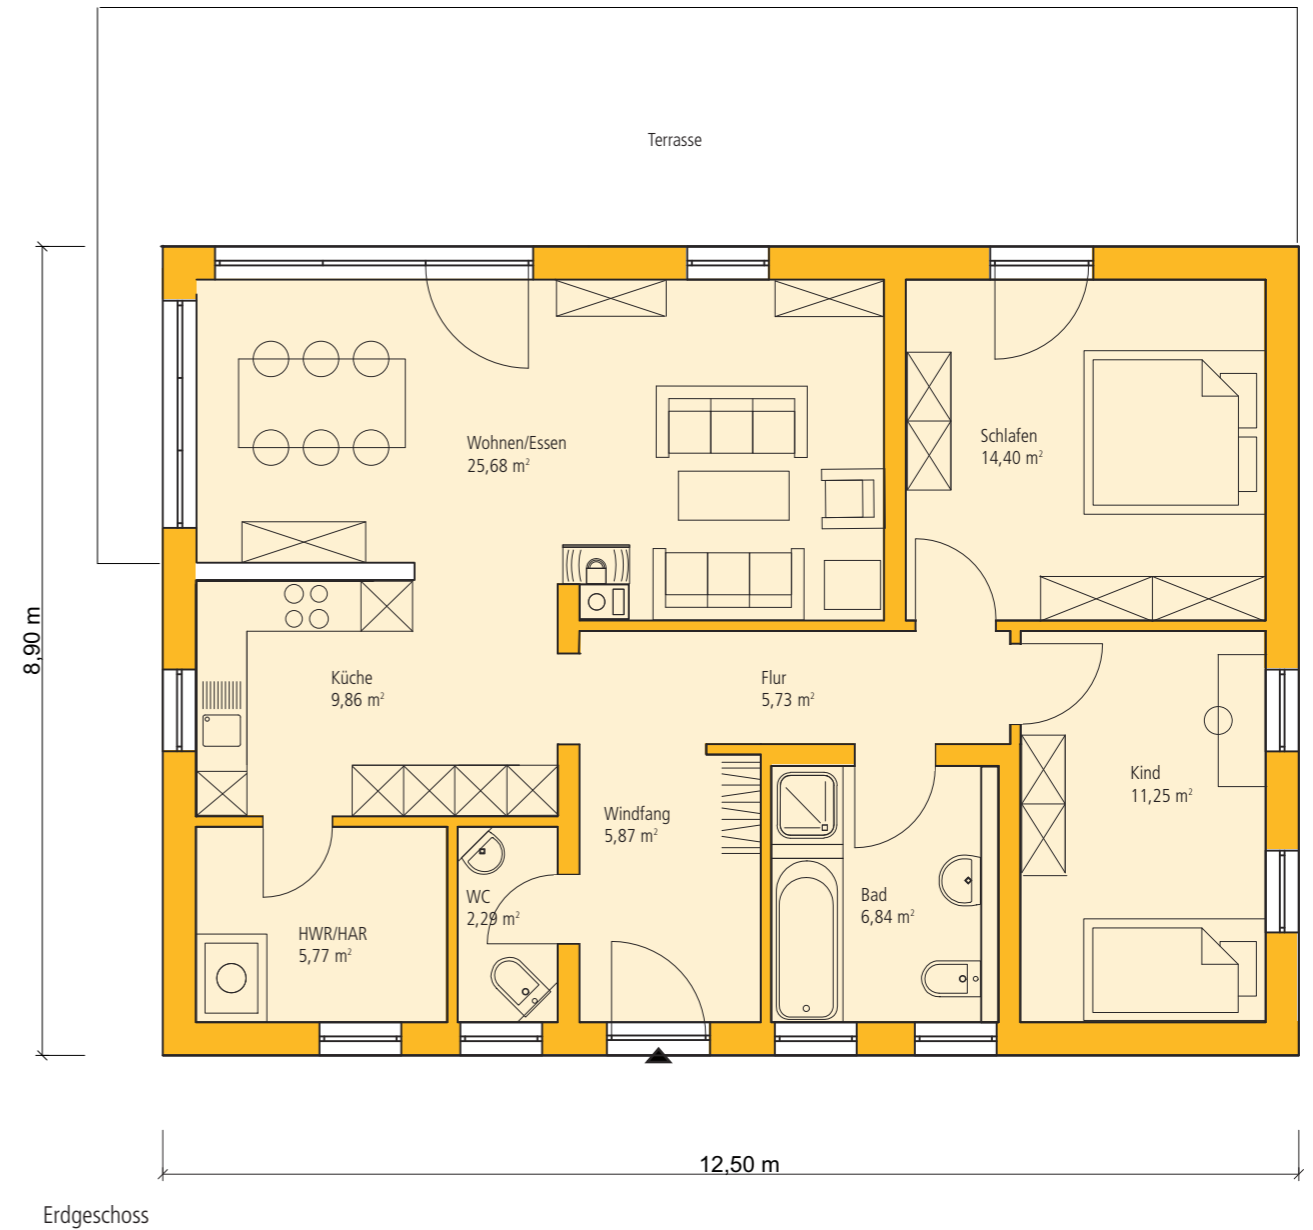 Terrasse
Wohnen/Essen
25,68 m²
Schlafen
14,40 m²
8,90 m
Küche
9,86 m²
Flur
5,73 m²
Kind
11,25 m²
Windfang
5,87 m²
WC
2,29 m²
Bad
6,84 m²
HWR/HAR
5,77 m²
12,50 m
Erdgeschoss